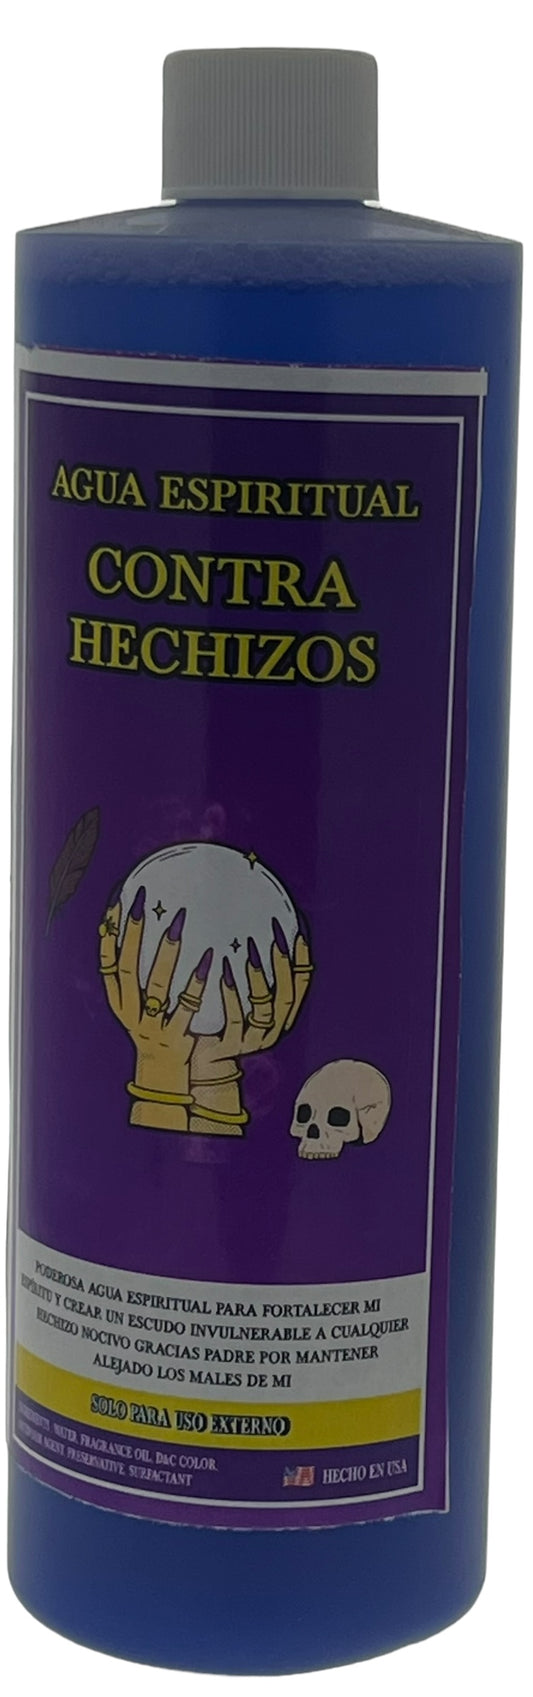 AGUA ESPIRITUAL
CONTRA
HECHIZOS
PODEROSA AGUA ESPIRITUAL PARA FORTALECER MI
ESPÍRITU Y CREAR UN ESCUDO INVULNERABLE A CUALQUIER
HECHIZO NOCIVO GRACIAS PADRE POR MANTENER
ALEJADO LOS MALES DE MI
SOLO PARA USO EXTERNO
INGREDIENTS: WATER, FRAGRANCE OIL, D&C COLOR,
AGENT, PRESERVATIVE, SURFACTANT
HECHO EN USA